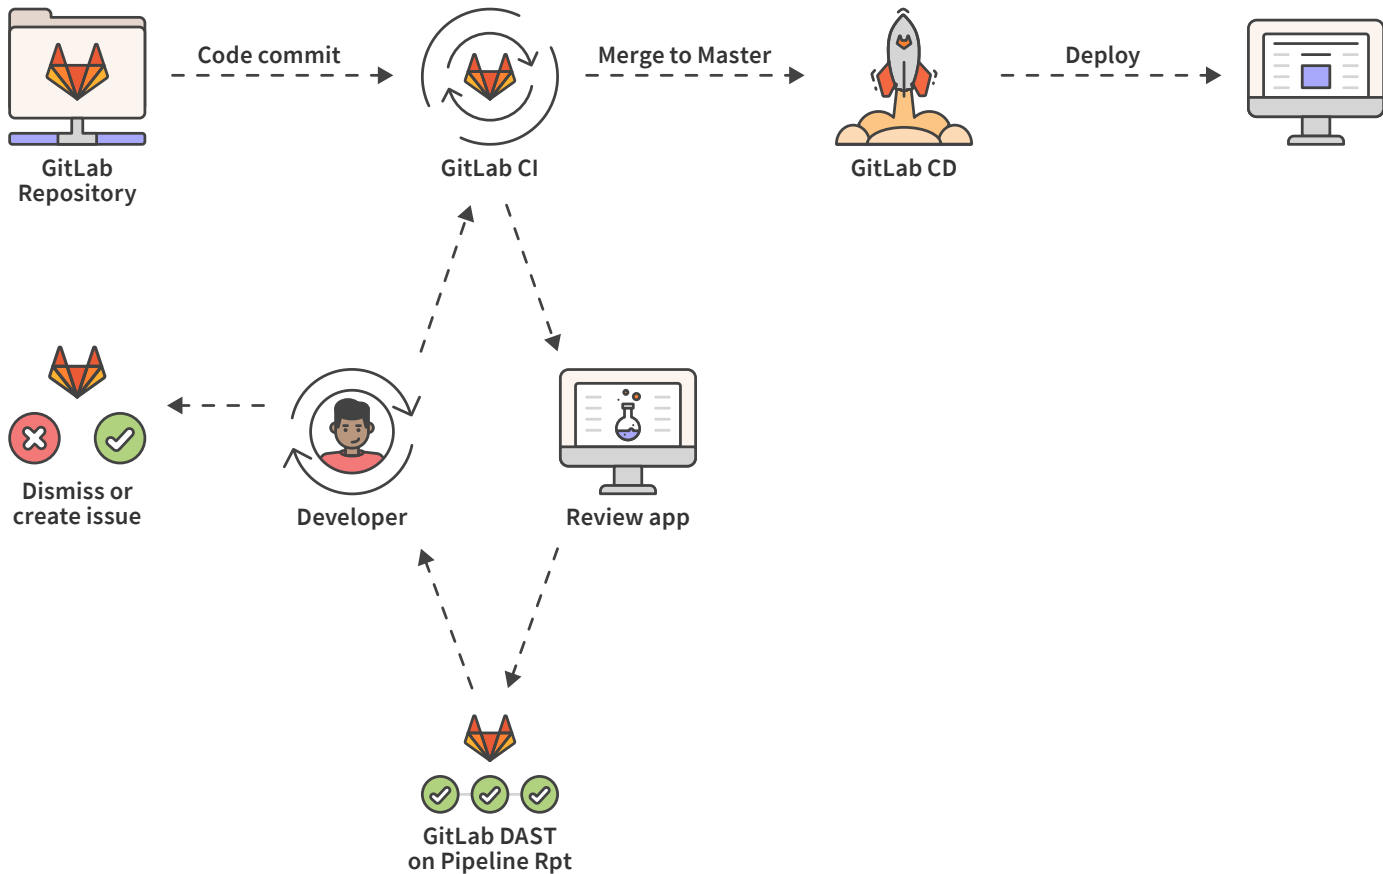 Code commit
Merge to Master
Deploy
GitLab
Repository
GitLab CI
GitLab CD
Dismiss or
create issue
Developer
Review app
GitLab DAST
on Pipeline Rpt